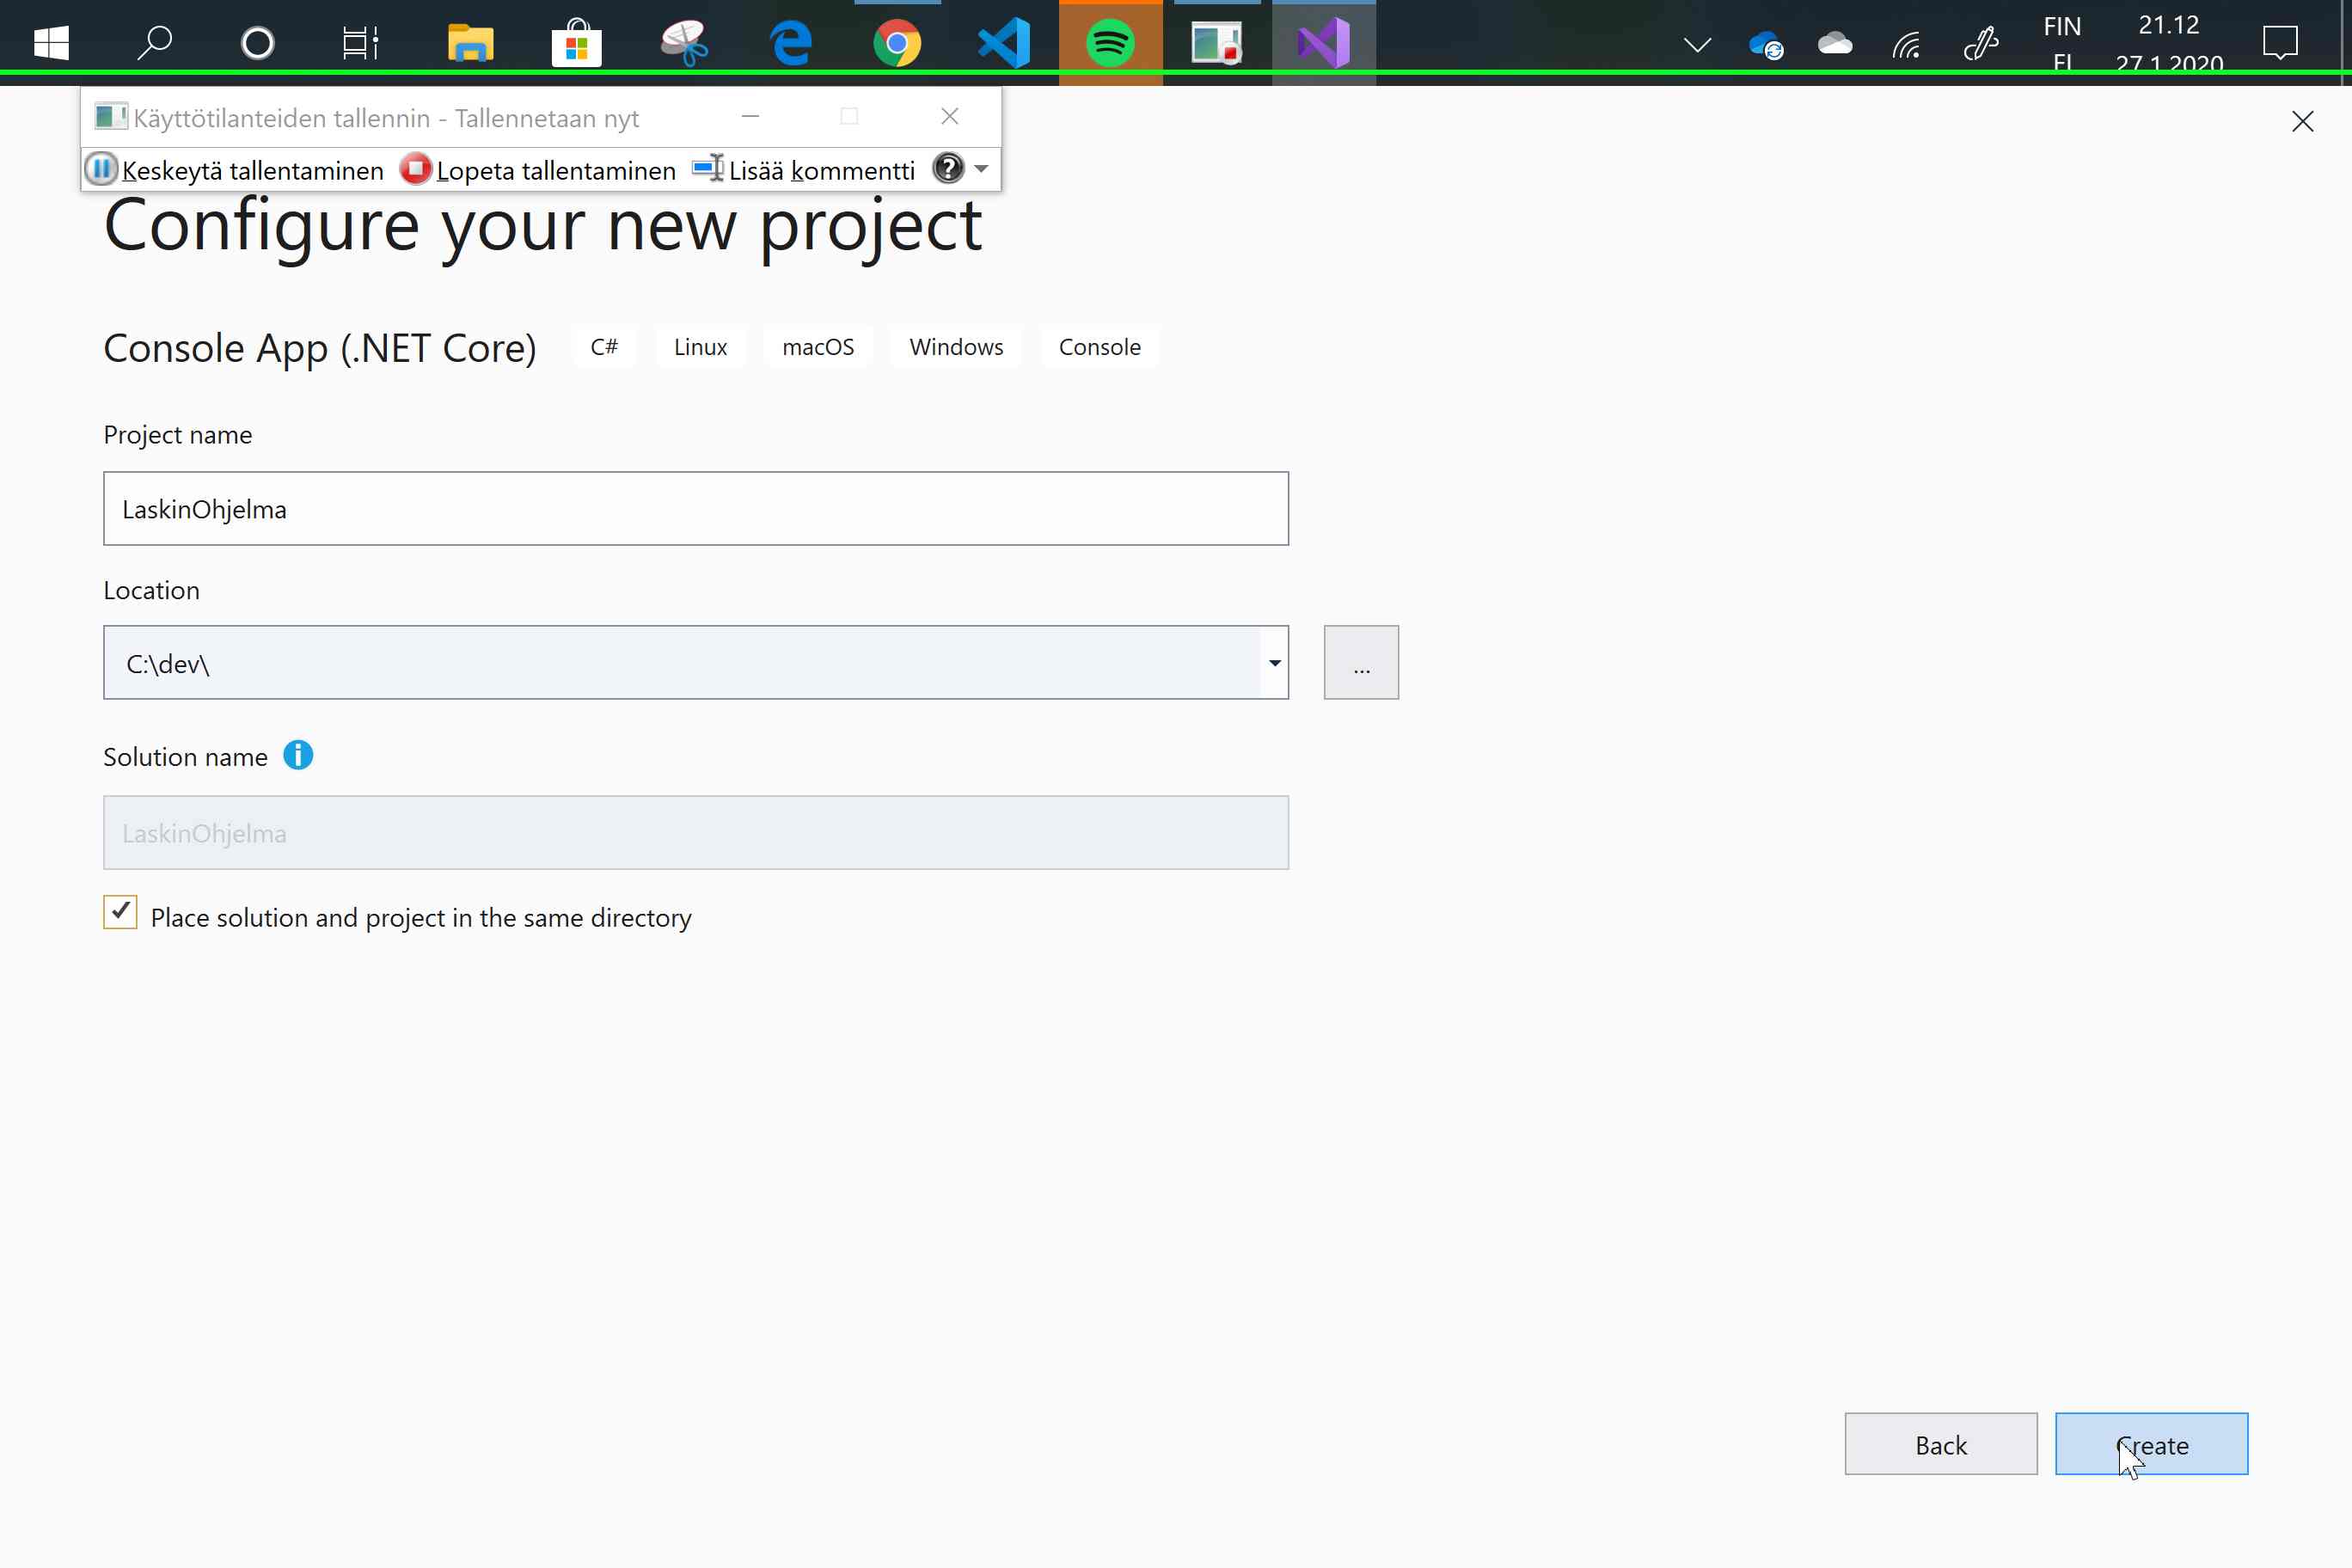 FIN
21.12
FI
27.1.2020
Käyttötilanteiden tallennin - Tallennetaan nyt
Keskeytä tallentaminen Lopeta tallentaminen Lisää kommentti
Configure your new project
Console App (.NET Core) C# Linux macOS Windows Console
Project name
LaskinOhjelma
Location
C:\dev\
...
Solution name
LaskinOhjelma
Place solution and project in the same directory
Back
Create